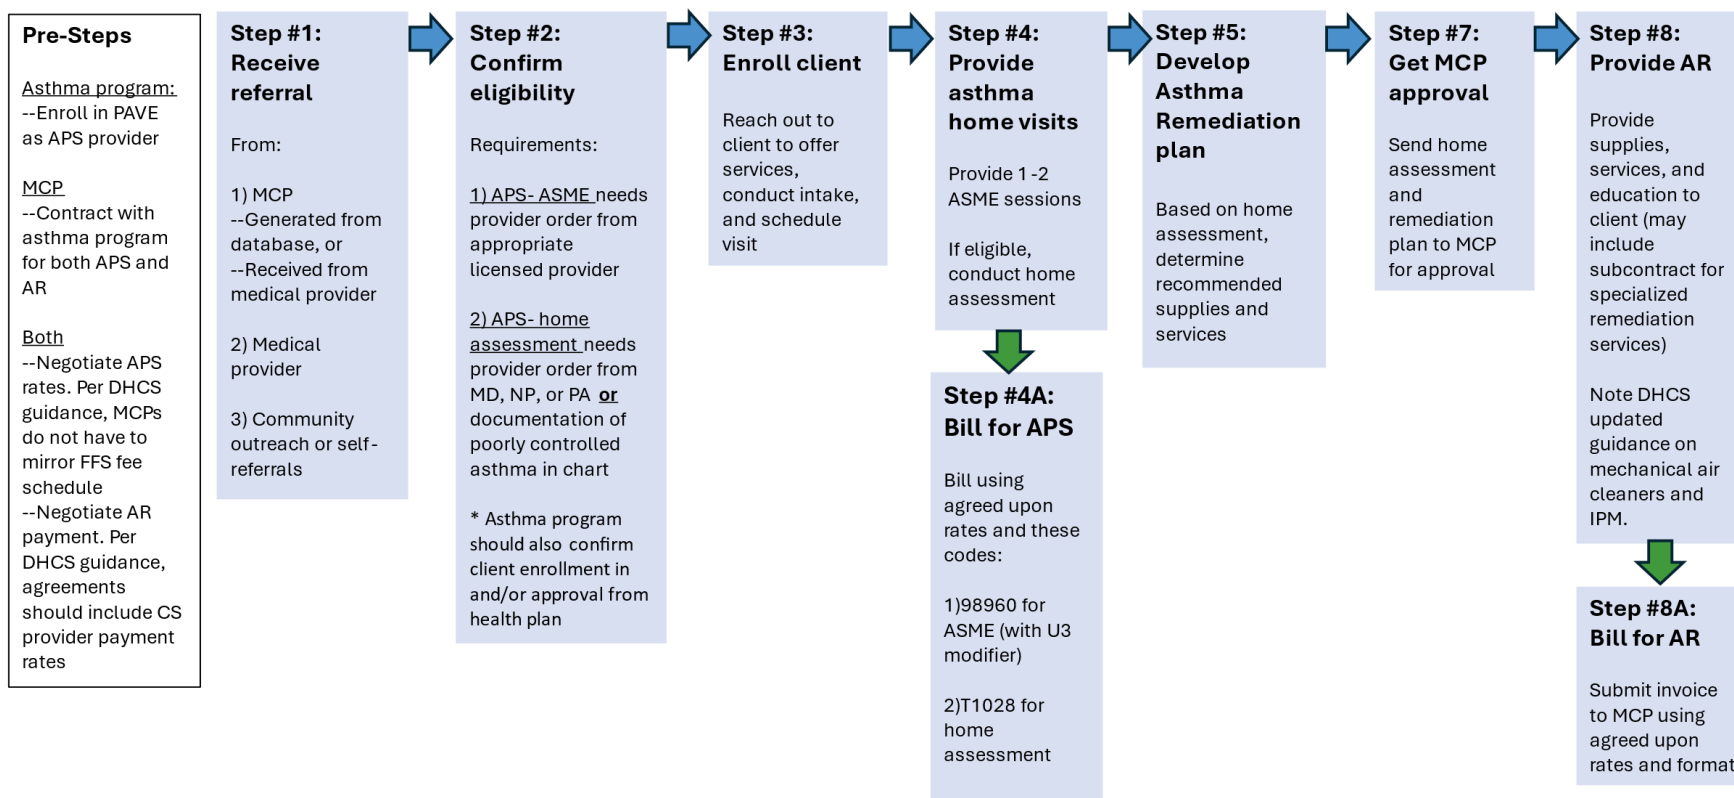 Pre-Steps
Asthma program:
--Enroll in PAVE
as APS provider
MCP
--Contract with
asthma program
for both APS and
AR
Both
--Negotiate APS
rates. Per DHCS
guidance, MCPs
do not have to
mirror FFS fee
schedule
--Negotiate AR
payment. Per
DHCS guidance,
agreements
should include CS
provider payment
rates
Step #1:
Receive
referral
From:
1) MCP
--Generated from
database, or
--Received from
medical provider
2) Medical
provider
3) Community
outreach or self-
referrals
Step #2:
Confirm
eligibility
Requirements:
1) APS- ASME needs
provider order from
appropriate
licensed provider
2) APS- home
assessment needs
provider order from
MD, NP, or PA or
documentation of
poorly controlled
asthma in chart
* Asthma program
should also confirm
client enrollment in
and/or approval from
health plan
Step #3:
Enroll client
Reach out to
client to offer
services,
conduct intake,
and schedule
visit
Step #4:
Provide
asthma
home visits
Provide 1-2
ASME sessions
If eligible,
conduct home
assessment
Step #4A:
Bill for APS
Bill using
agreed upon
rates and these
codes:
1)98960 for
ASME (with U3
modifier)
2)T1028 for
home
assessment
Step #5:
Develop
Asthma
Remediation
plan
Based on home
assessment,
determine
recommended
supplies and
services
Step #7:
Get MCP
approval
Send home
assessment
and
remediation
plan to MCP
for approval
Step #8:
Provide AR
Provide
supplies,
services, and
education to
client (may
include
subcontract for
specialized
remediation
services)
Note DHCS
updated
guidance on
mechanical air
cleaners and
IPM.
Step #8A:
Bill for AR
Submit invoice
to MCP using
agreed upon
rates and format